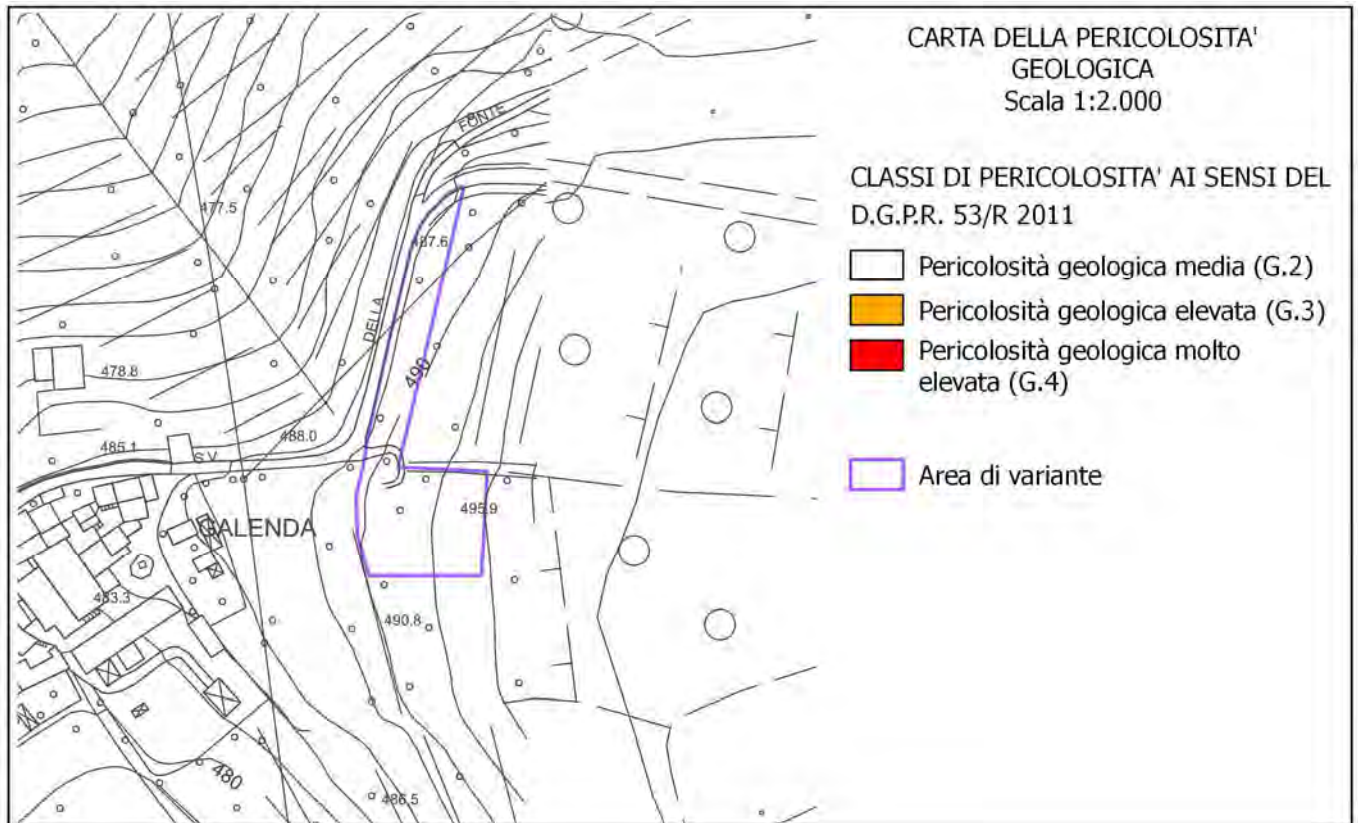 CARTA DELLA PERICOLOSITA'
GEOLOGICA
Scala 1:2.000
CLASSI DI PERICOLOSITA' AI SENSI DEL
D.G.P.R. 53/R 2011
Pericolosità geologica media (G.2)
Pericolosità geologica elevata (G.3)
Pericolosità geologica molto
elevata (G.4)
Area di variante
FONTE
477.5
487.6
DELLA
490
478.8
488.0
485.1
S.V.
495.9
GALENDA
483.3
490.8
480
486.5